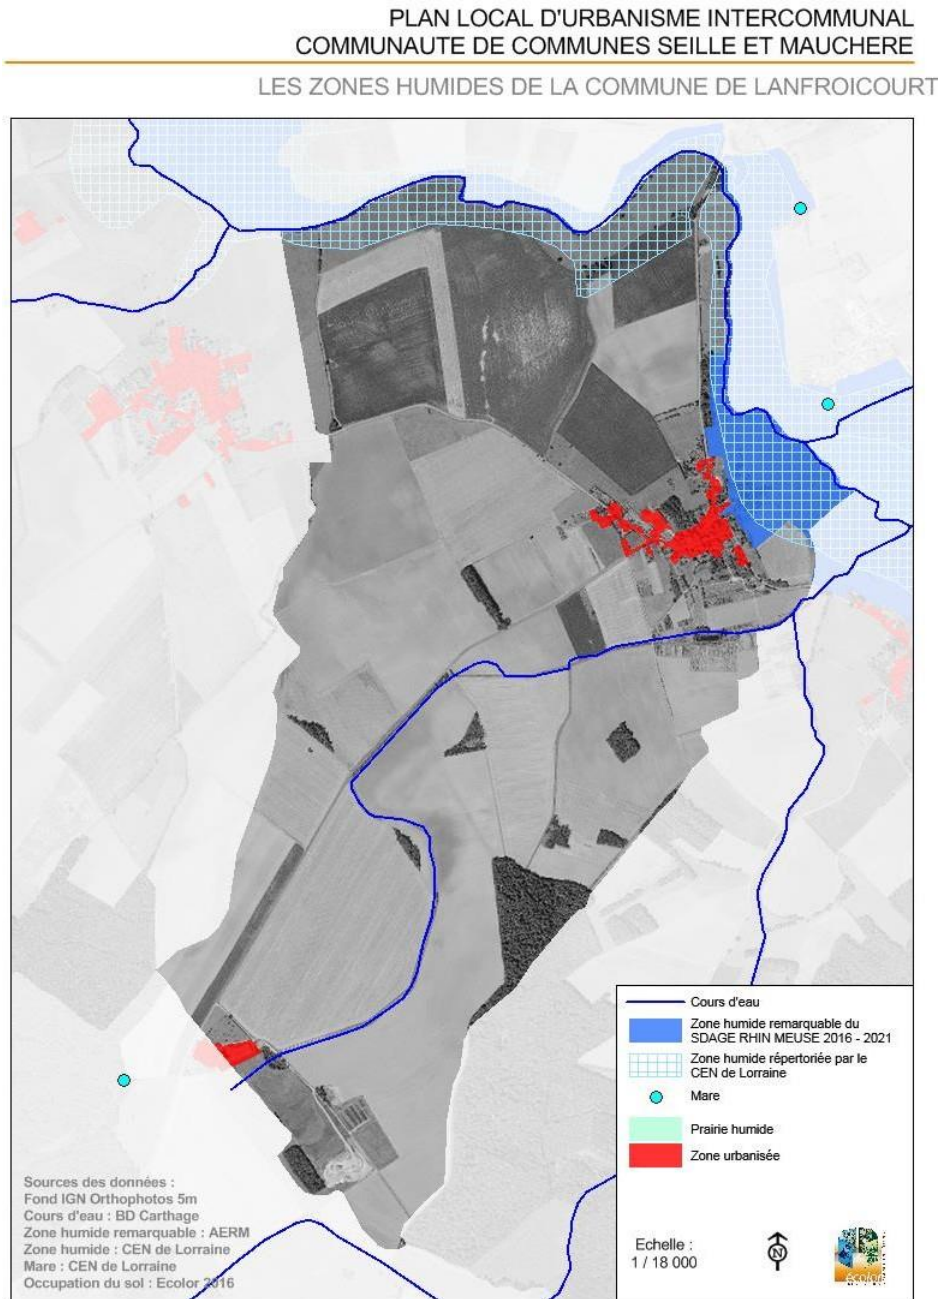 PLAN LOCAL D'URBANISME INTERCOMMUNAL
COMMUNAUTE DE COMMUNES SEILLE ET MAUCHERE
LES ZONES HUMIDES DE LA COMMUNE DE LANFROICOURT
Cours d'eau
Zone humide remarquable du
SDAGE RHIN MEUSE 2016 - 2021
Zone humide répertoriée par le
CEN de Lorraine
Mare
Prairie humide
Zone urbanisée
Sources des données :
Fond IGN Orthophotos 5m
Cours d'eau : BD Carthage
Zone humide remarquable : AERM
Zone humide : CEN de Lorraine
Mare : CEN de Lorraine
Occupation du sol : Ecolor 2016
Echelle :
1 / 18 000
N
écolor